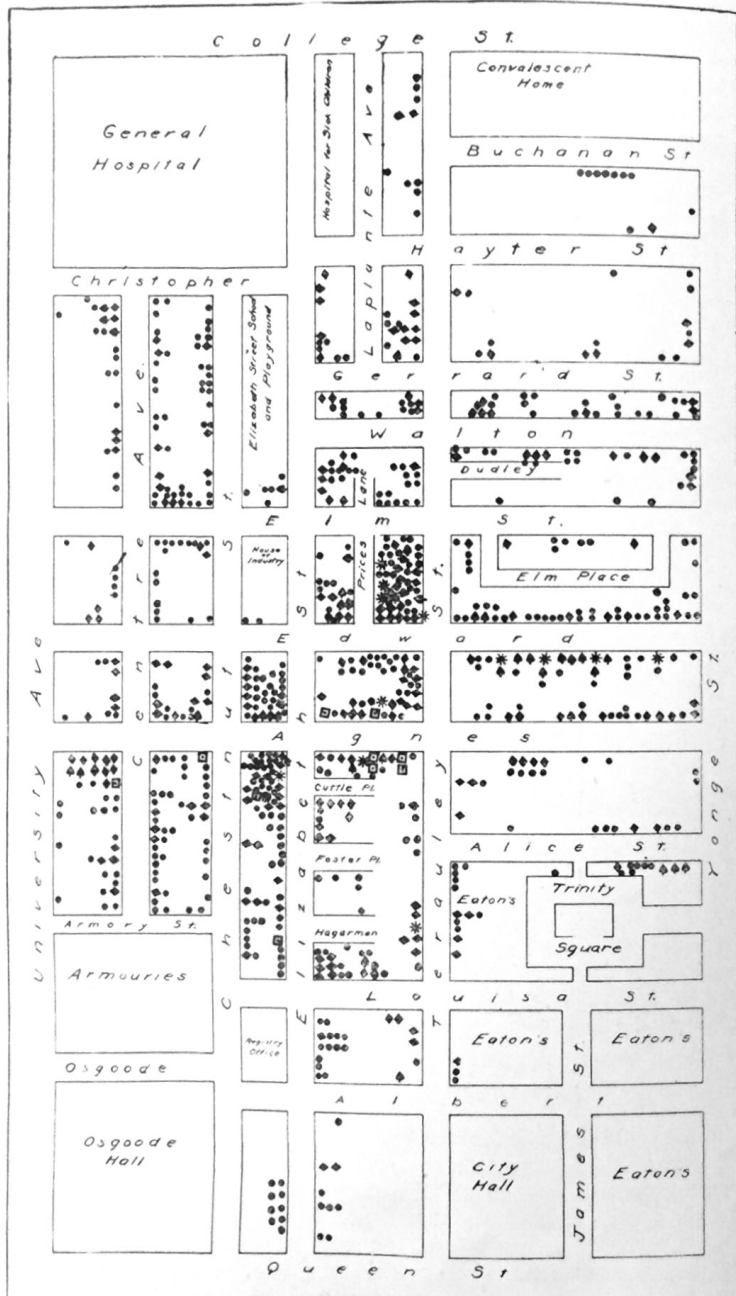 College St.
General
Hospital
Hospital for Sick Children
Laplante Ave
Convalescent
Home
Buchanan St
Hayter St
Christopher
Elizabeth Street School
and Playground
Gerrard St.
Walton
Dudley
Centre Ave.
Elm St.
House
of
Industry
Prices Lane
Elm Place
University Ave
Edward
Agnes
Chestnut St.
Elizabeth St
Terauley St.
Yonge St.
Cuttle Pl.
Foster Pl.
Hagarman
Alice St.
Eaton's
Trinity
Square
Armory St.
Armouries
Louisa St.
Registry
Office
Eaton's
Eaton's
Osgoode
Albert
Osgoode
Hall
City
Hall
James St.
Eaton's
Queen St